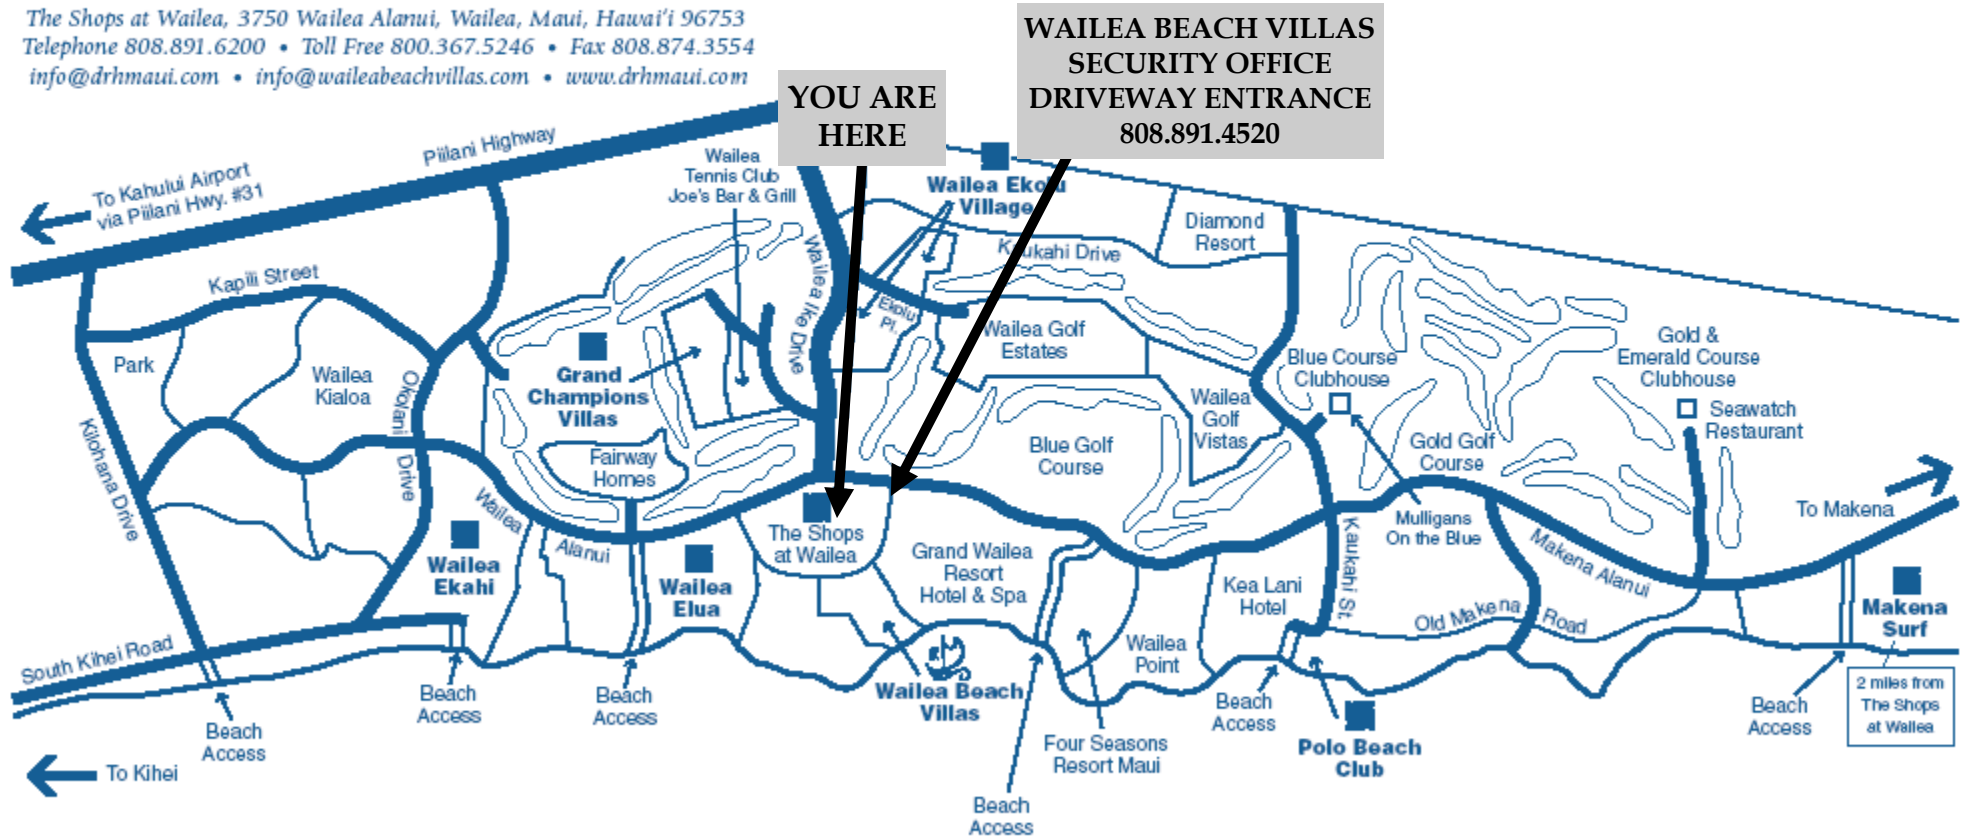 The Shops at Wailea, 3750 Wailea Alanui, Wailea, Maui, Hawai‘i 96753
Telephone 808.891.6200 • Toll Free 800.367.5246 • Fax 808.874.3554
info@drhmaui.com • info@waileabeachvillas.com • www.drhmaui.com
YOU ARE
HERE
WAILEA BEACH VILLAS
SECURITY OFFICE
DRIVEWAY ENTRANCE
808.891.4520
To Kahului Airport
via Piilani Hwy. #31
Piilani Highway
Wailea
Tennis Club
Joe's Bar & Grill
Wailea Ekolu
Village
Diamond
Resort
Kaukahi Drive
Wailea Ike Drive
Ekolu
Pl.
Kapili Street
Park
Wailea
Kialoa
Okolani Drive
Kilohana Drive
Grand
Champions
Villas
Fairway
Homes
Wailea Golf
Estates
Wailea
Golf
Vistas
Blue Golf
Course
Blue Course
Clubhouse
Gold &
Emerald Course
Clubhouse
Seawatch
Restaurant
Gold Golf
Course
To Makena
Wailea Alanui
Wailea
Ekahi
Wailea
Elua
The Shops
at Wailea
Grand Wailea
Resort
Hotel & Spa
Kea Lani
Hotel
Kaukahi St.
Mulligans
On the Blue
Makena Alanui
Old Makena Road
Makena
Surf
2 miles from
The Shops
at Wailea
South Kihei Road
To Kihei
Beach
Access
Beach
Access
Beach
Access
Wailea Beach
Villas
Wailea
Point
Four Seasons
Resort Maui
Beach
Access
Beach
Access
Polo Beach
Club
Beach
Access